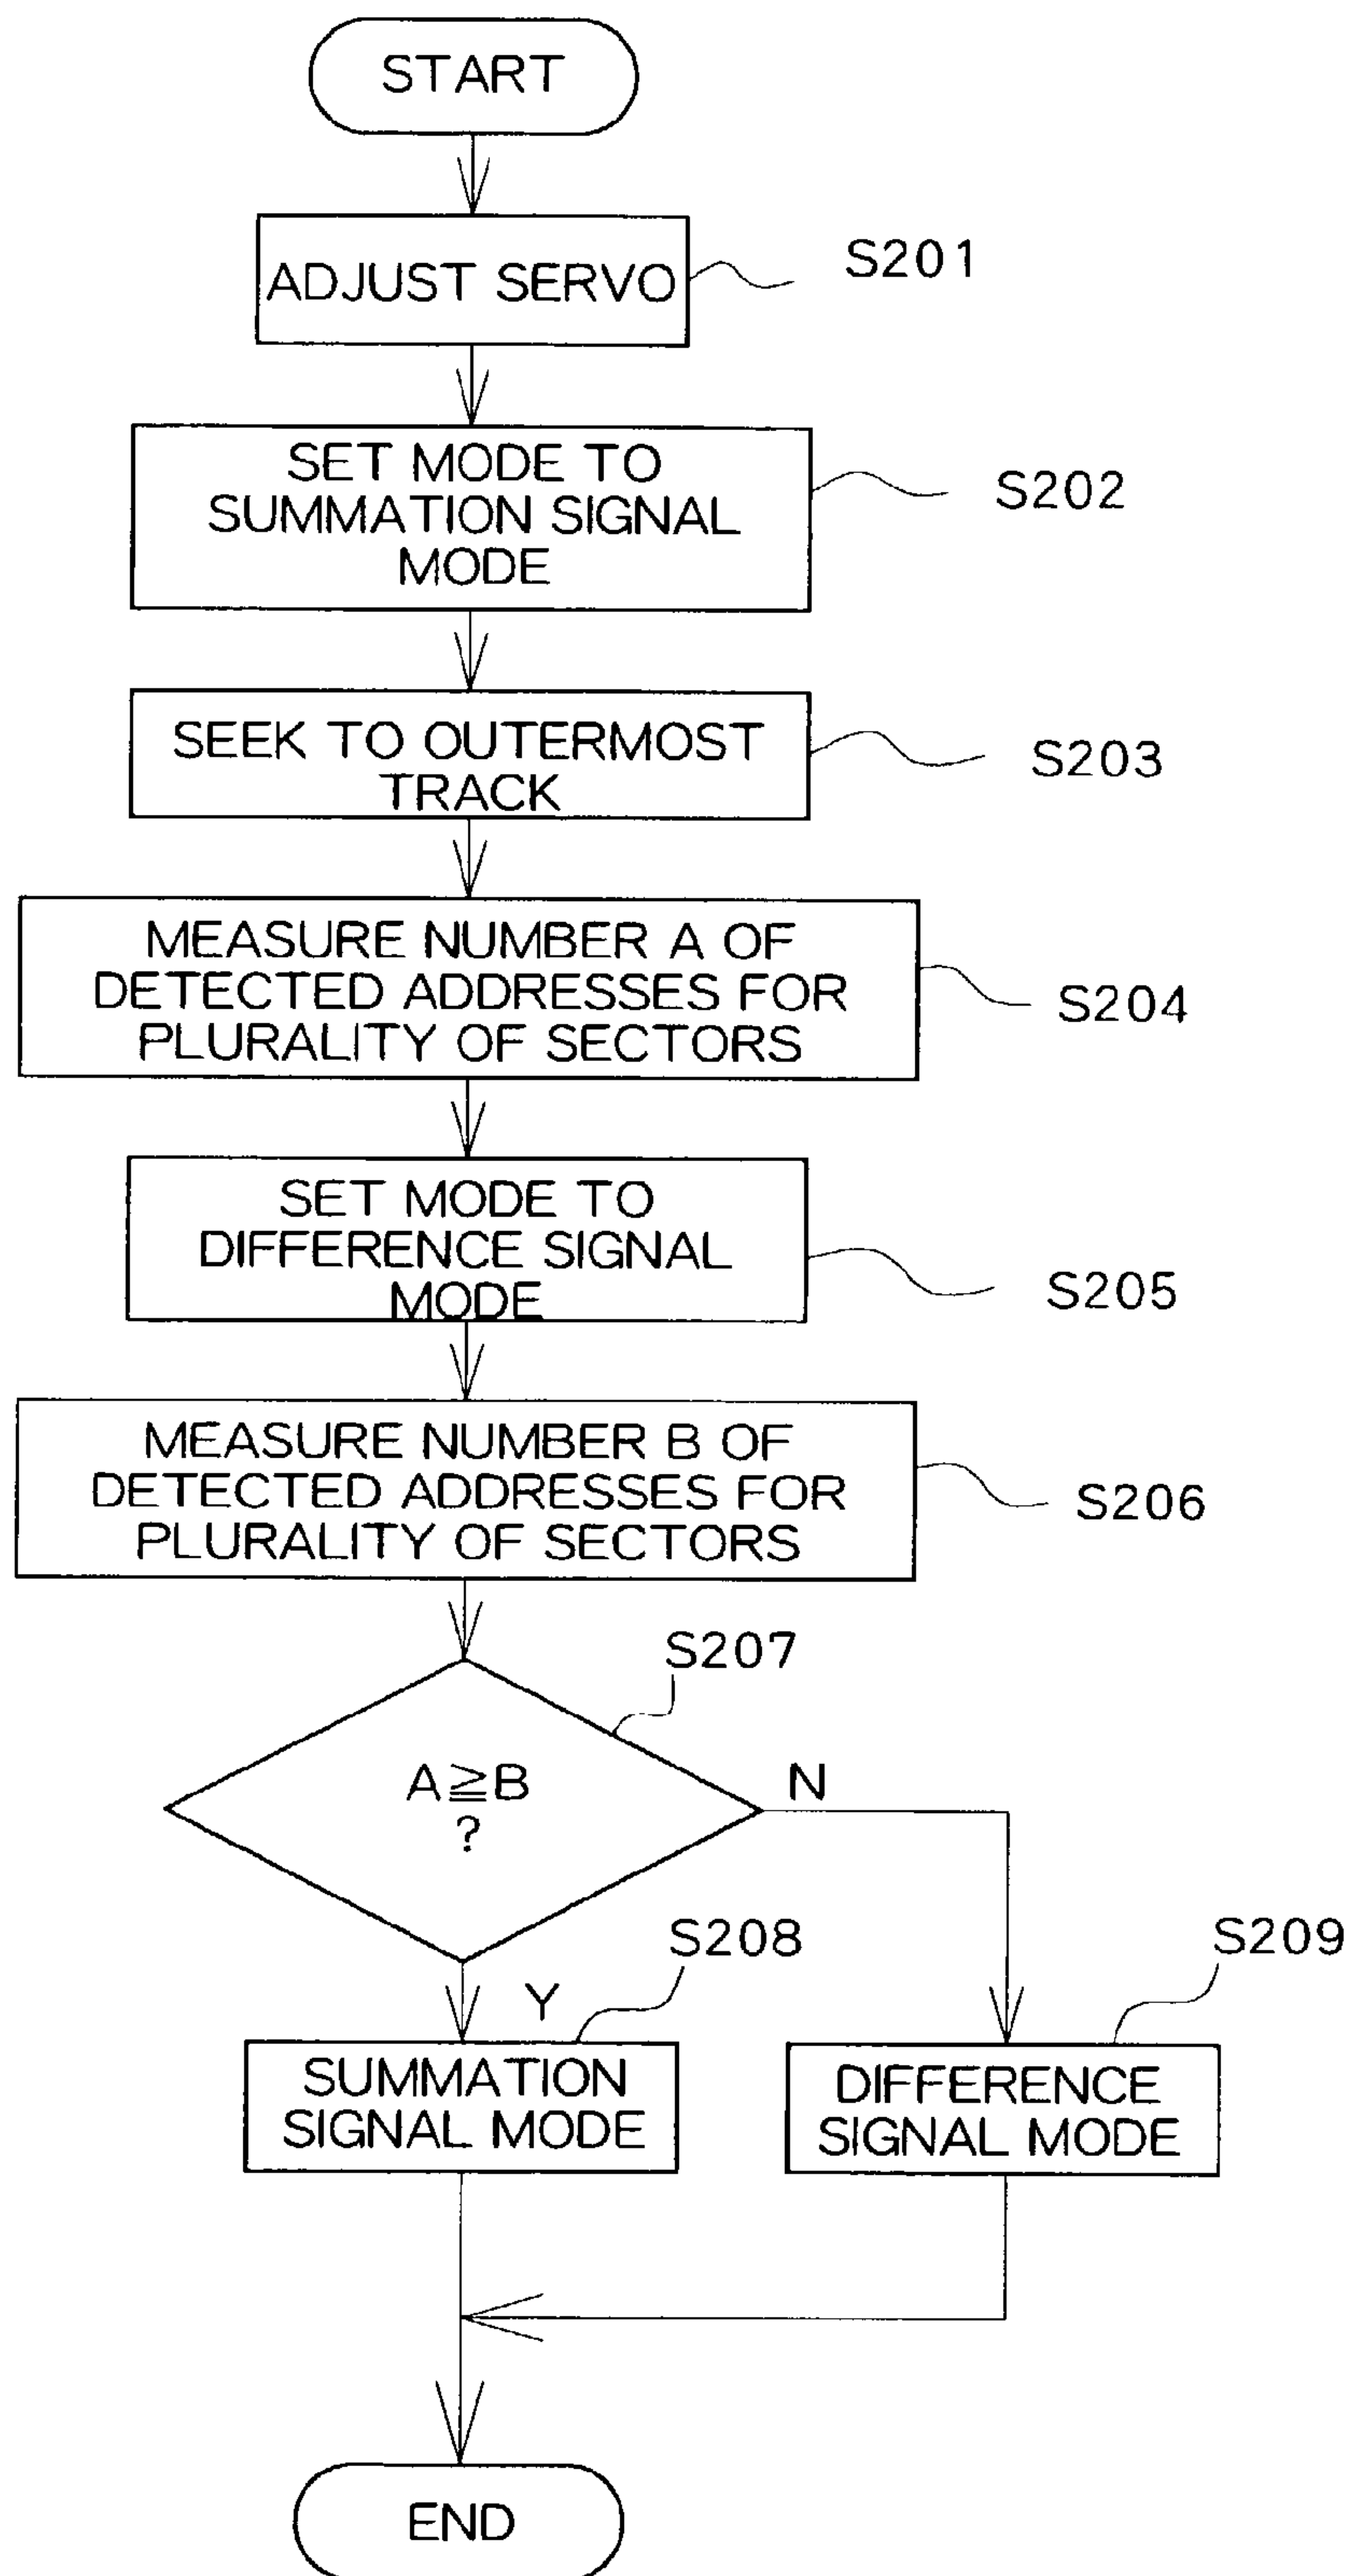 START
ADJUST SERVO
S201
SET MODE TO
SUMMATION SIGNAL
MODE
S202
SEEK TO OUTERMOST
TRACK
S203
MEASURE NUMBER A OF
DETECTED ADDRESSES FOR
PLURALITY OF SECTORS
S204
SET MODE TO
DIFFERENCE SIGNAL
MODE
S205
MEASURE NUMBER B OF
DETECTED ADDRESSES FOR
PLURALITY OF SECTORS
S206
S207
A≧B
?
N
Y
S208
S209
SUMMATION
SIGNAL MODE
DIFFERENCE
SIGNAL MODE
END